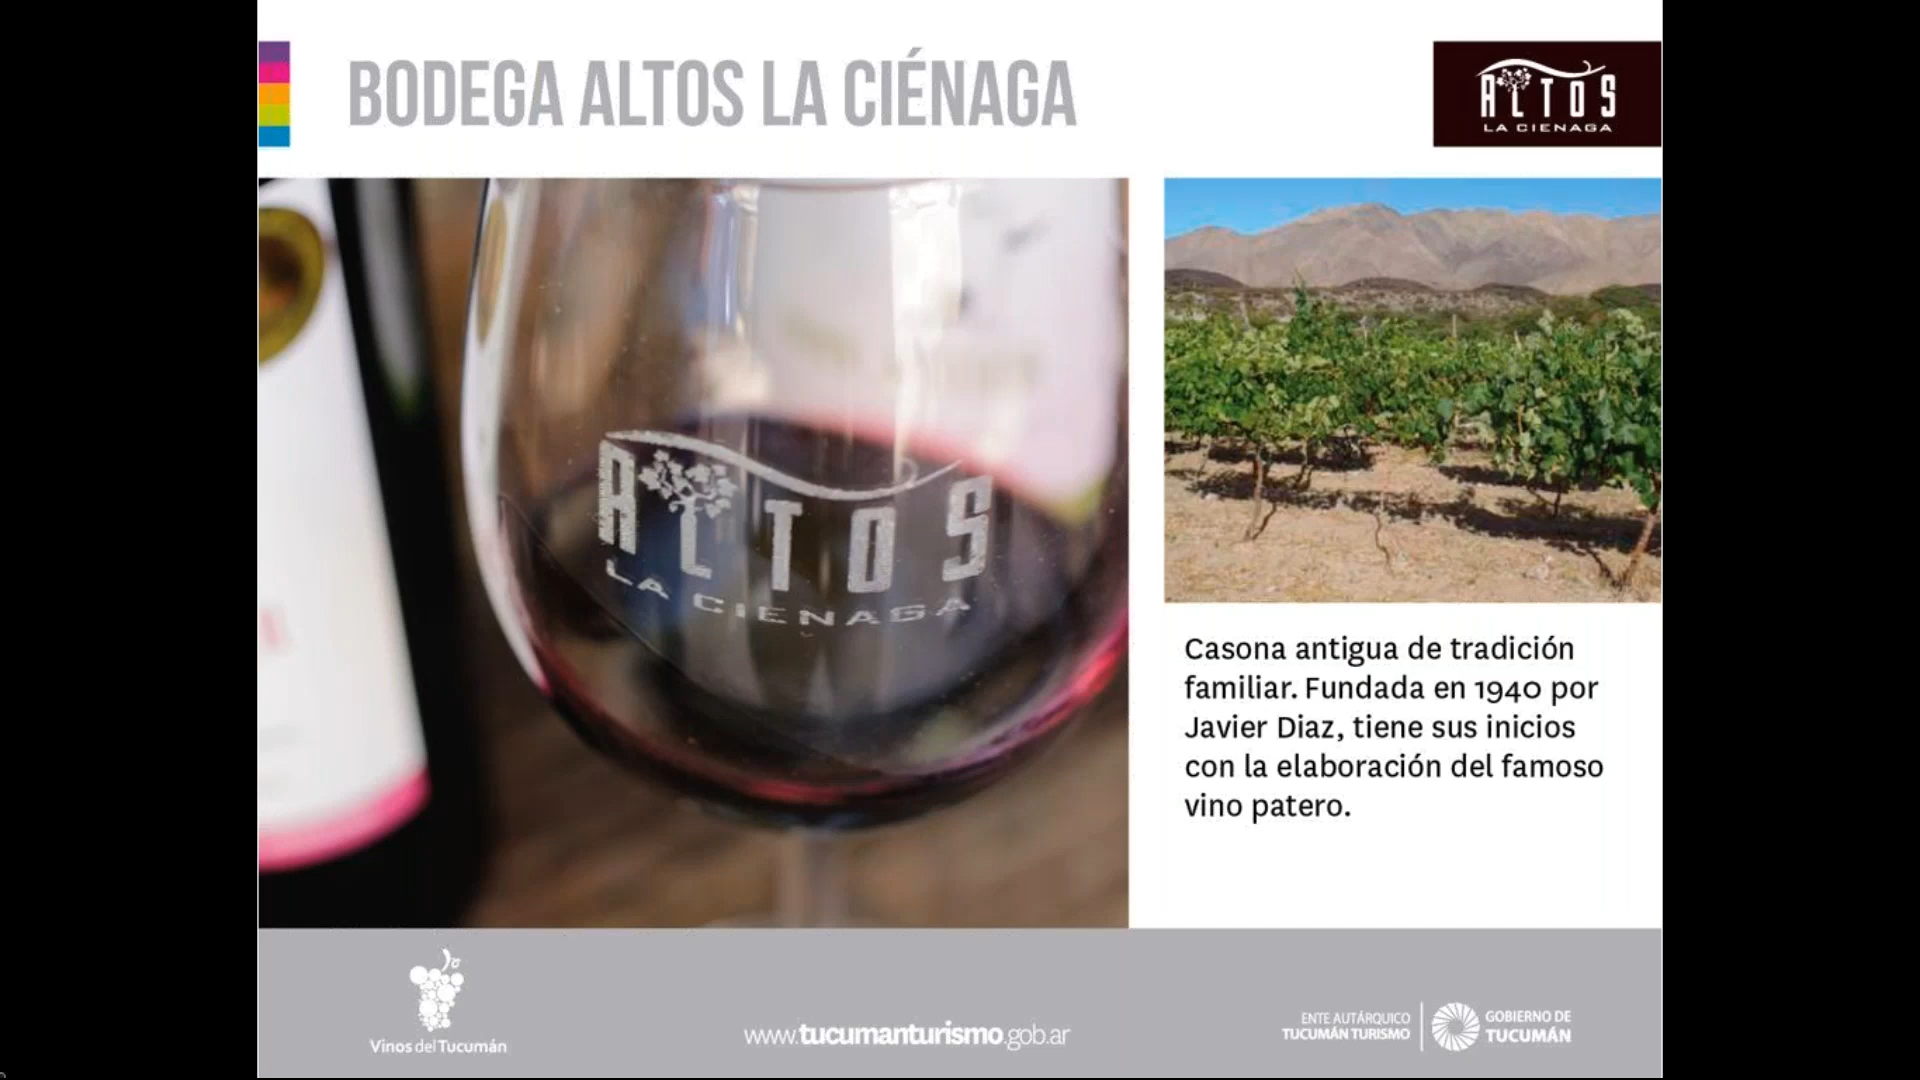 BODEGA ALTOS LA CIÉNAGA
ALTOS
LA CIENAGA
ALTOS
LA CIENAGA
Casona antigua de tradición
familiar. Fundada en 1940 por
Javier Diaz, tiene sus inicios
con la elaboración del famoso
vino patero.
Vinos del Tucumán
www.tucumanturismo.gob.ar
ENTE AUTÁRQUICO
TUCUMÁN TURISMO
GOBIERNO DE
TUCUMÁN